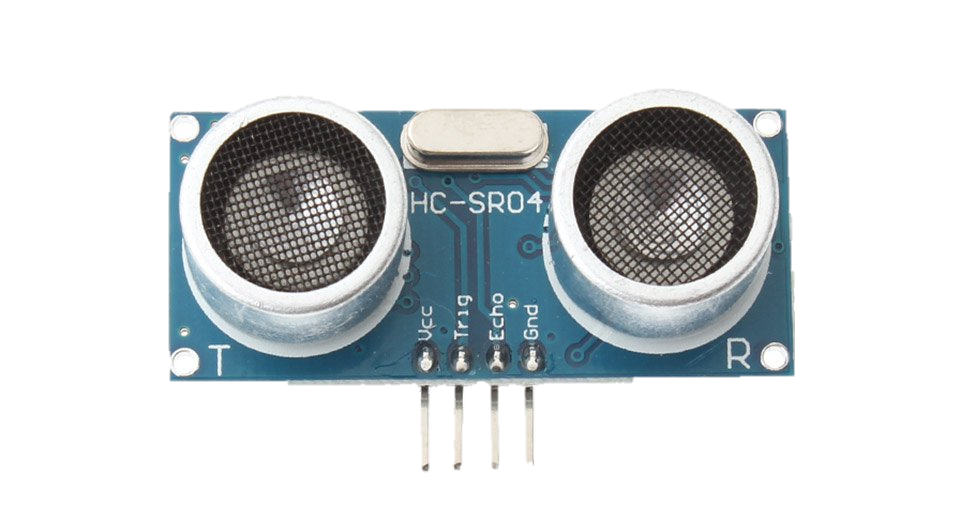 HC-SR04
Vcc
Trig
Echo
Gnd
T
R